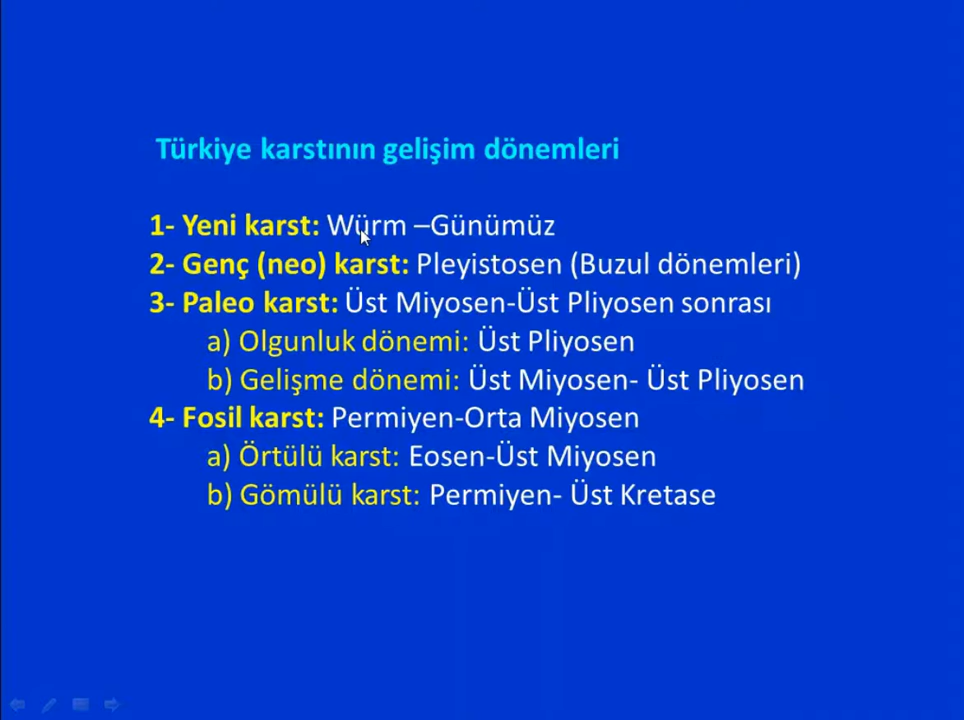 Türkiye karstının gelişim dönemleri
1- Yeni karst: Würm –Günümüz
2- Genç (neo) karst: Pleyistosen (Buzul dönemleri)
3- Paleo karst: Üst Miyosen-Üst Pliyosen sonrası
a) Olgunluk dönemi: Üst Pliyosen
b) Gelişme dönemi: Üst Miyosen- Üst Pliyosen
4- Fosil karst: Permiyen-Orta Miyosen
a) Örtülü karst: Eosen-Üst Miyosen
b) Gömülü karst: Permiyen- Üst Kretase